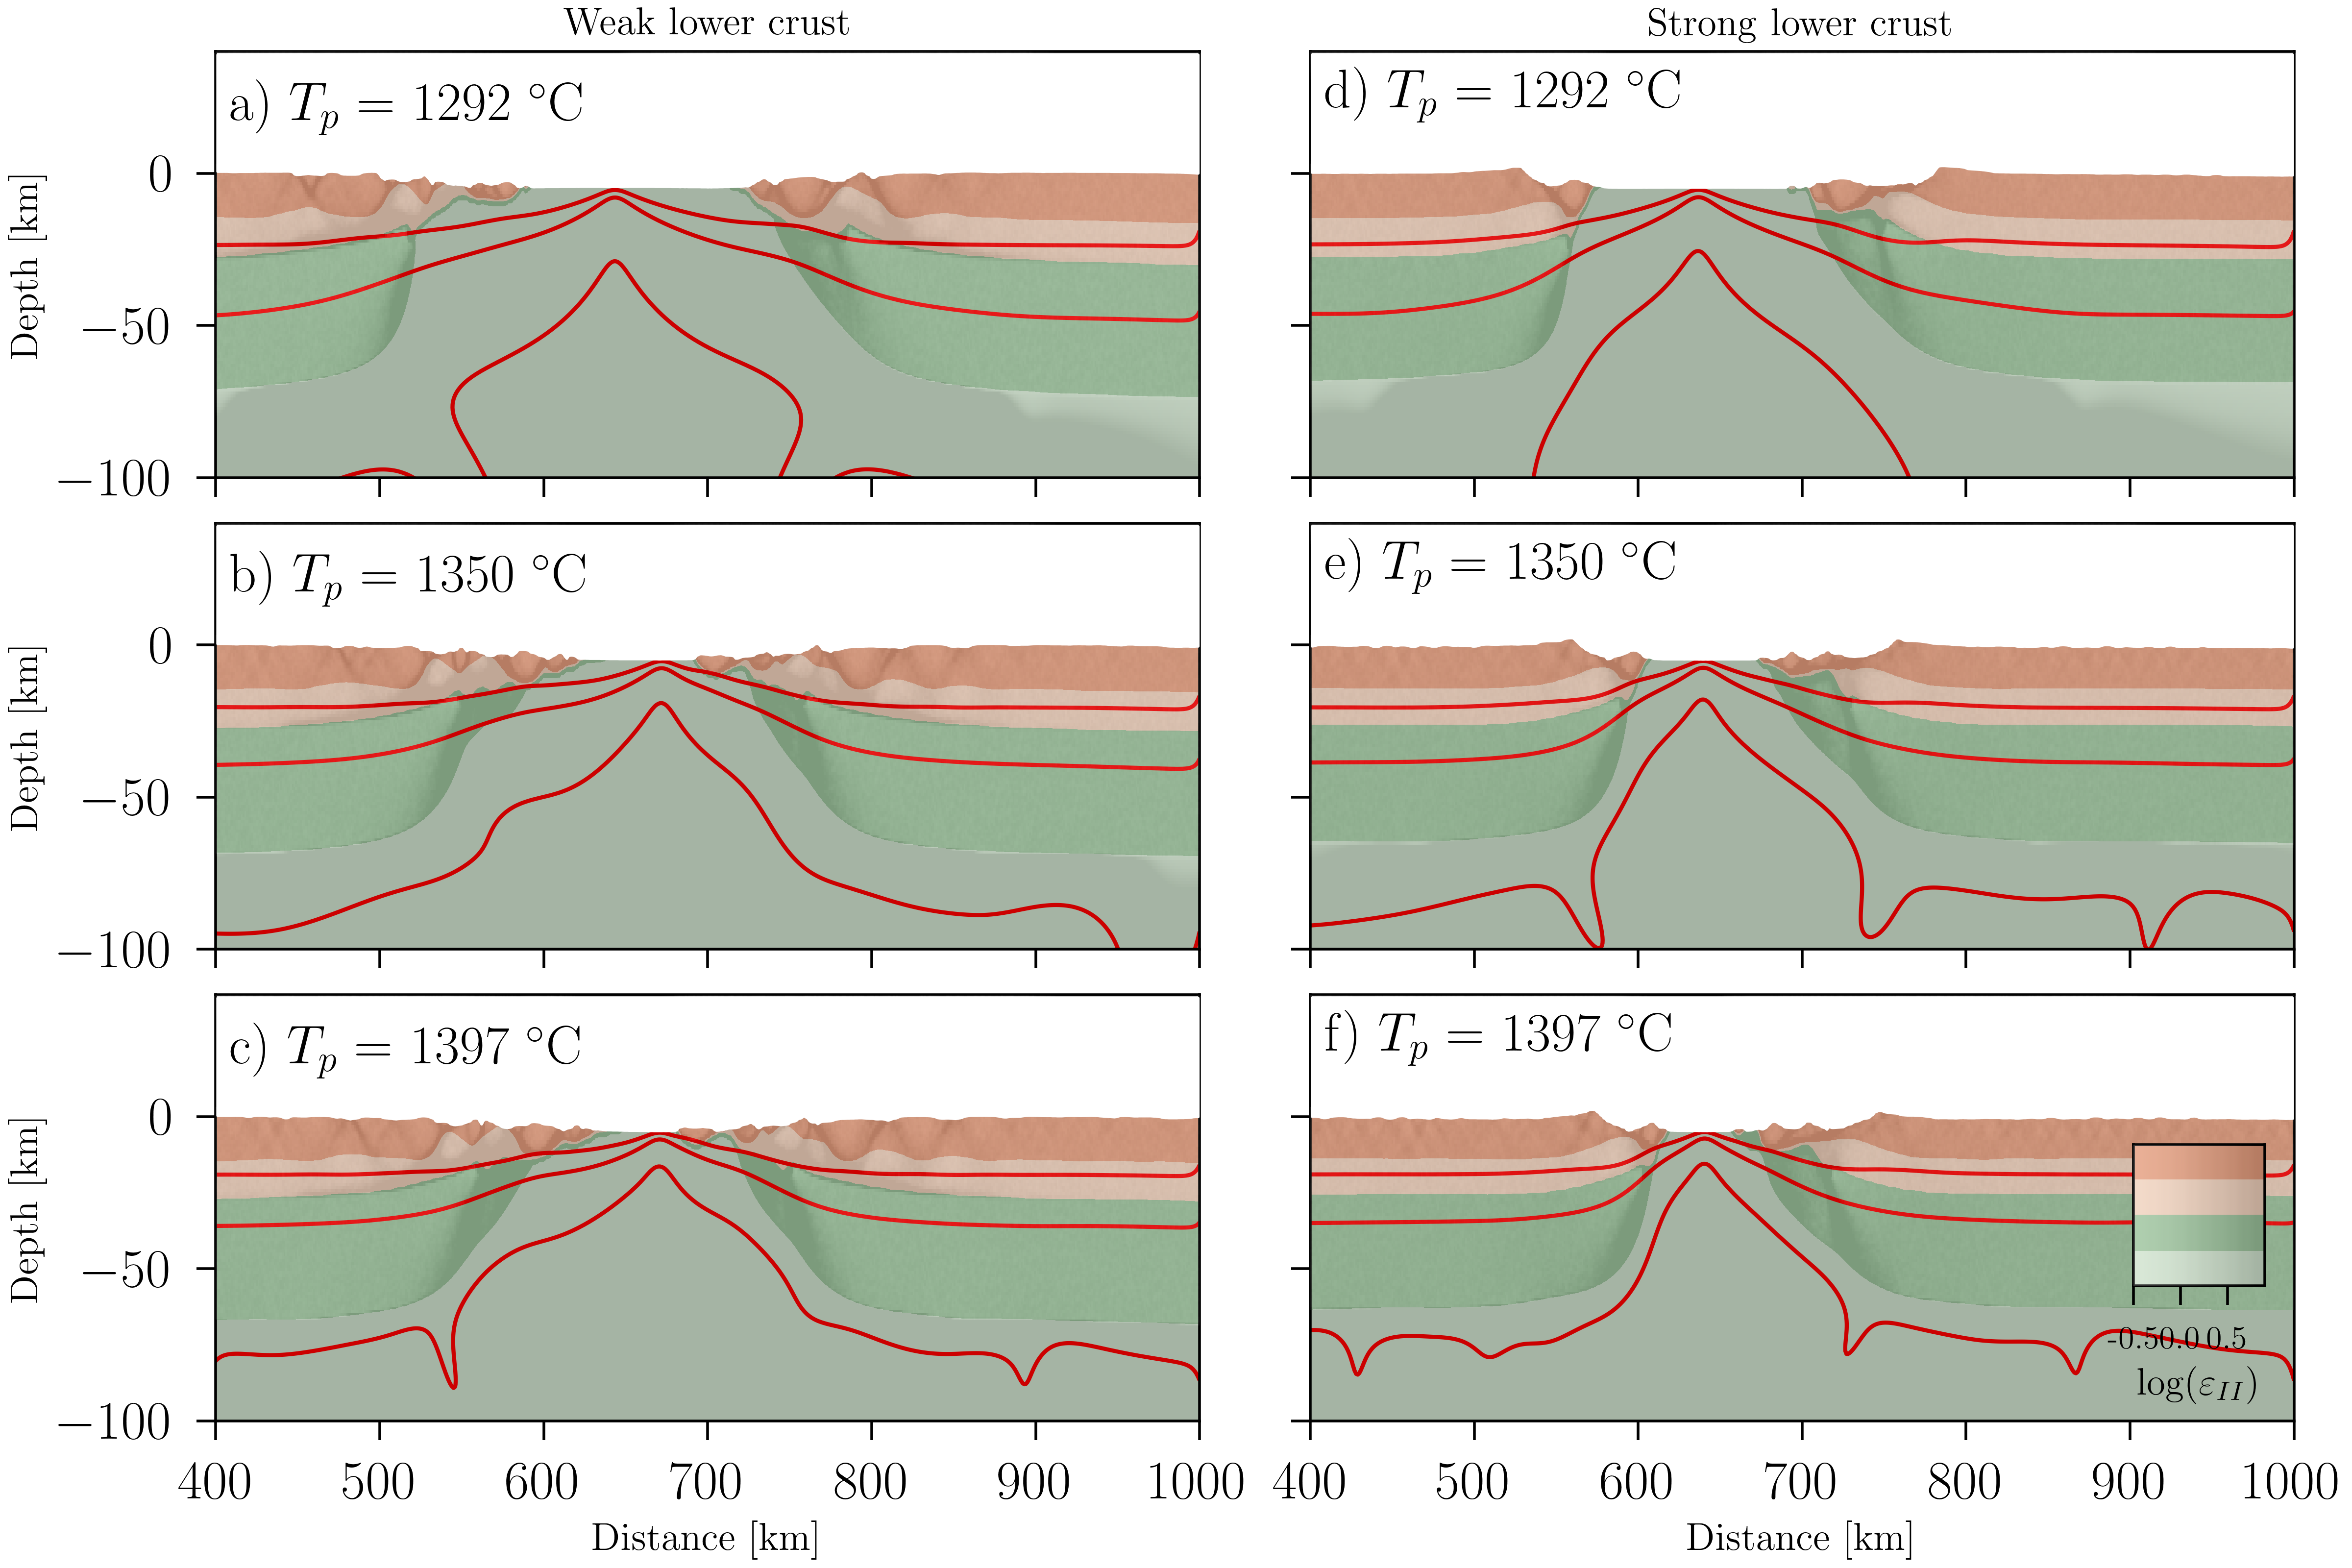 Weak lower crust
Strong lower crust
a) Tₚ = 1292 °C
d) Tₚ = 1292 °C
0
−50
−100
Depth [km]
b) Tₚ = 1350 °C
e) Tₚ = 1350 °C
0
−50
−100
Depth [km]
c) Tₚ = 1397 °C
f) Tₚ = 1397 °C
0
−50
−100
Depth [km]
-0.5 0.0 0.5
log(ε_II)
400 500 600 700 800 900 1000
400 500 600 700 800 900 1000
Distance [km]
Distance [km]